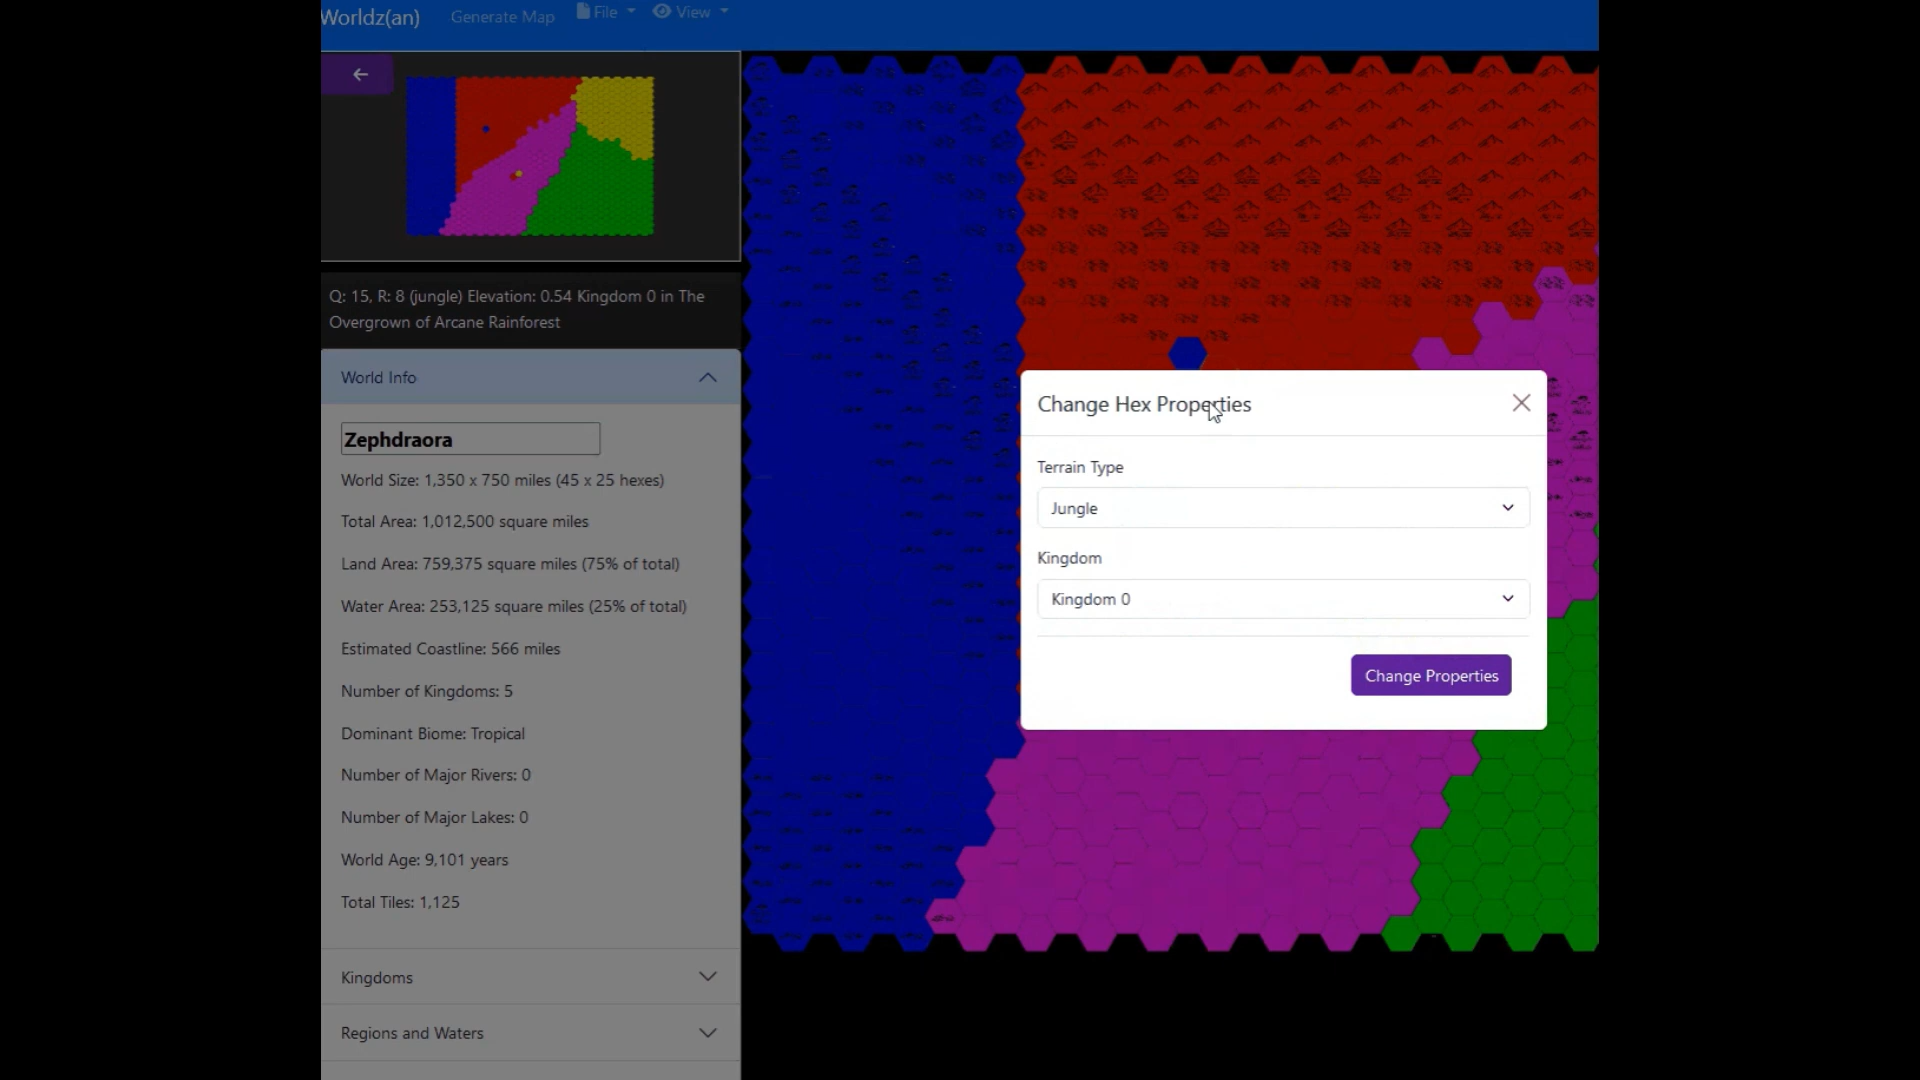 Worldz(an)
Generate Map
File
View
Q: 15, R: 8 (jungle) Elevation: 0.54 Kingdom 0 in The
Overgrown of Arcane Rainforest
World Info
Zephdraora
World Size: 1,350 x 750 miles (45 x 25 hexes)
Total Area: 1,012,500 square miles
Land Area: 759,375 square miles (75% of total)
Water Area: 253,125 square miles (25% of total)
Estimated Coastline: 566 miles
Number of Kingdoms: 5
Dominant Biome: Tropical
Number of Major Rivers: 0
Number of Major Lakes: 0
World Age: 9,101 years
Total Tiles: 1,125
Kingdoms
Regions and Waters
Change Hex Properties
Terrain Type
Jungle
Kingdom
Kingdom 0
Change Properties